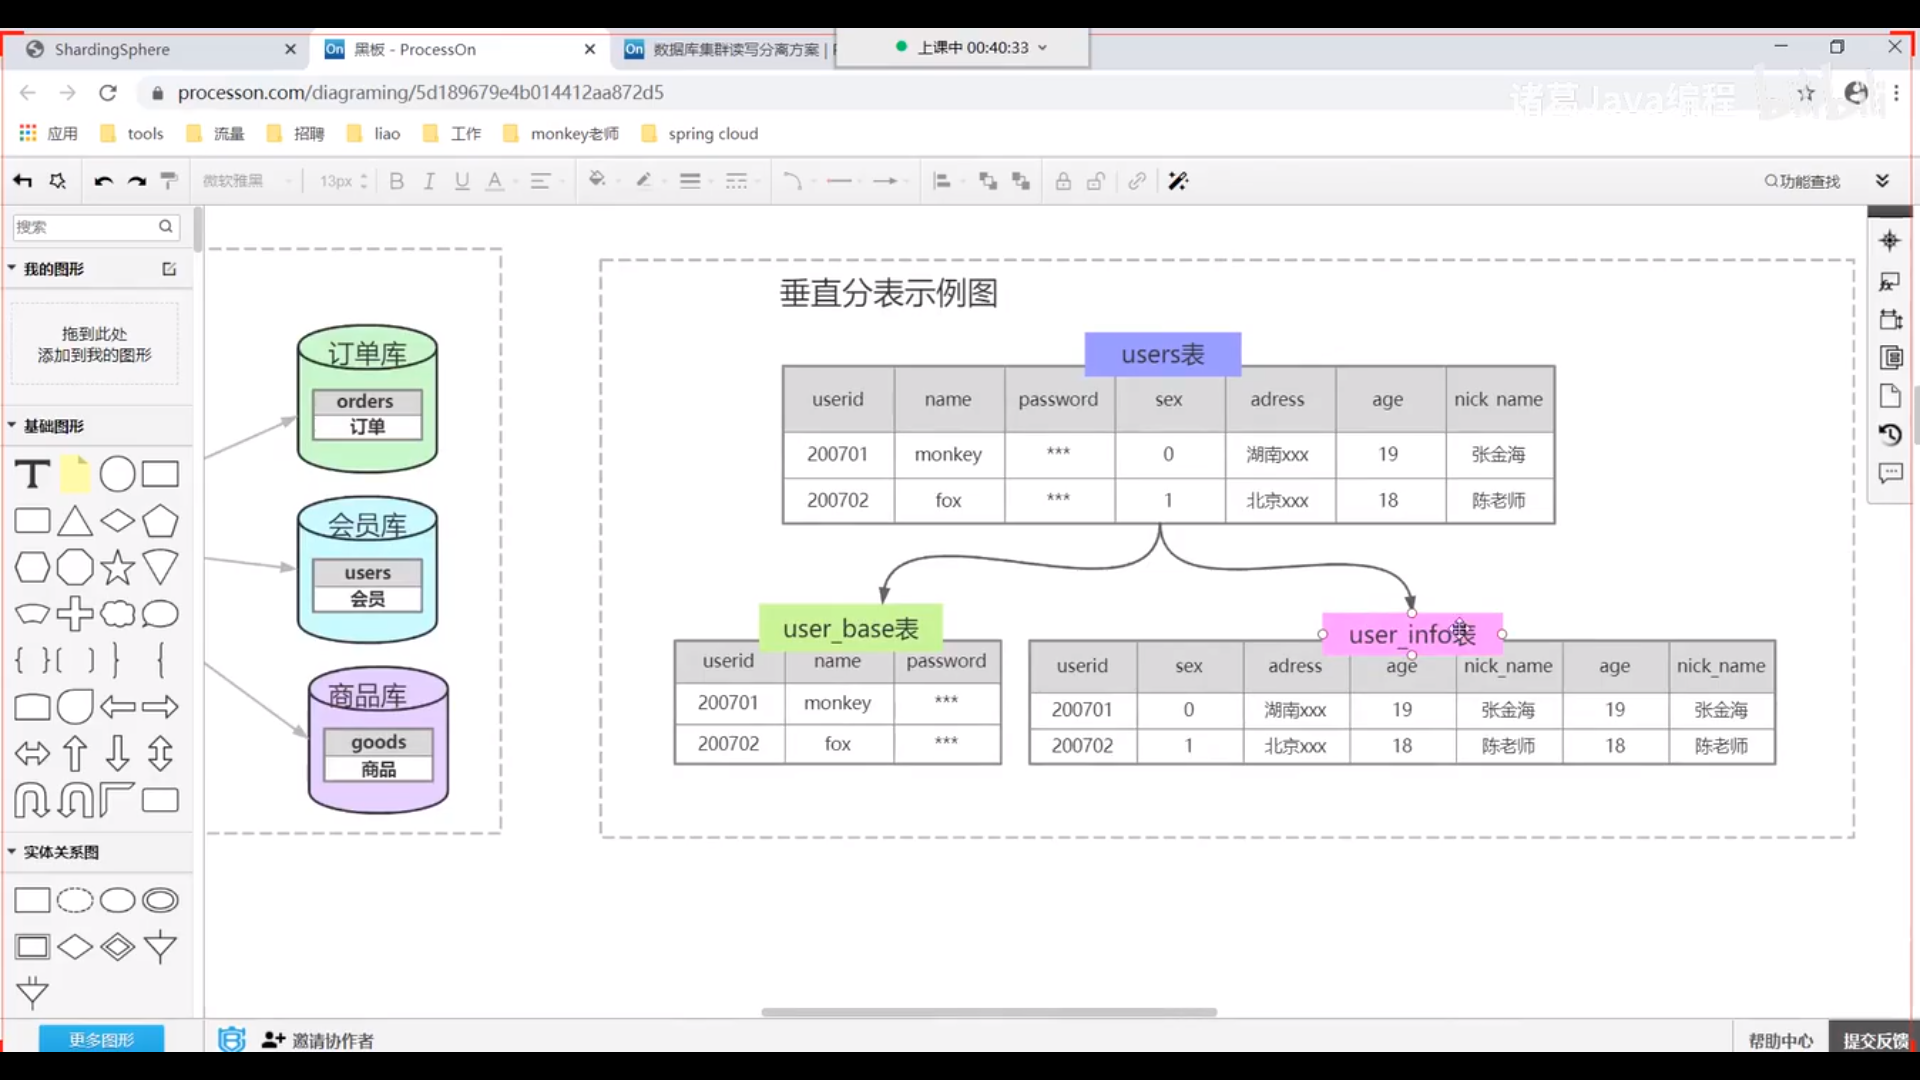 ShardingSphere
黑板 - ProcessOn
数据库集群读写分离方案 |
上课中 00:40:33
processon.com/diagraming/5d189679e4b014412aa872d5
诸葛Java编程
bilibili
应用 tools 流量 招聘 liao 工作 monkey老师 spring cloud
微软雅黑 13px B I U A 功能查找
搜索
我的图形
拖到此处
添加到我的图形
基础图形
T
实体关系图
更多图形
订单库
orders
订单
会员库
users
会员
商品库
goods
商品
垂直分表示例图
users表
userid name password sex adress age nick name
200701 monkey *** 0 湖南xxx 19 张金海
200702 fox *** 1 北京xxx 18 陈老师
user_base表
userid name password
200701 monkey ***
200702 fox ***
user_info表
userid sex adress age nick_name age nick_name
200701 0 湖南xxx 19 张金海 19 张金海
200702 1 北京xxx 18 陈老师 18 陈老师
邀请协作者
帮助中心 提交反馈